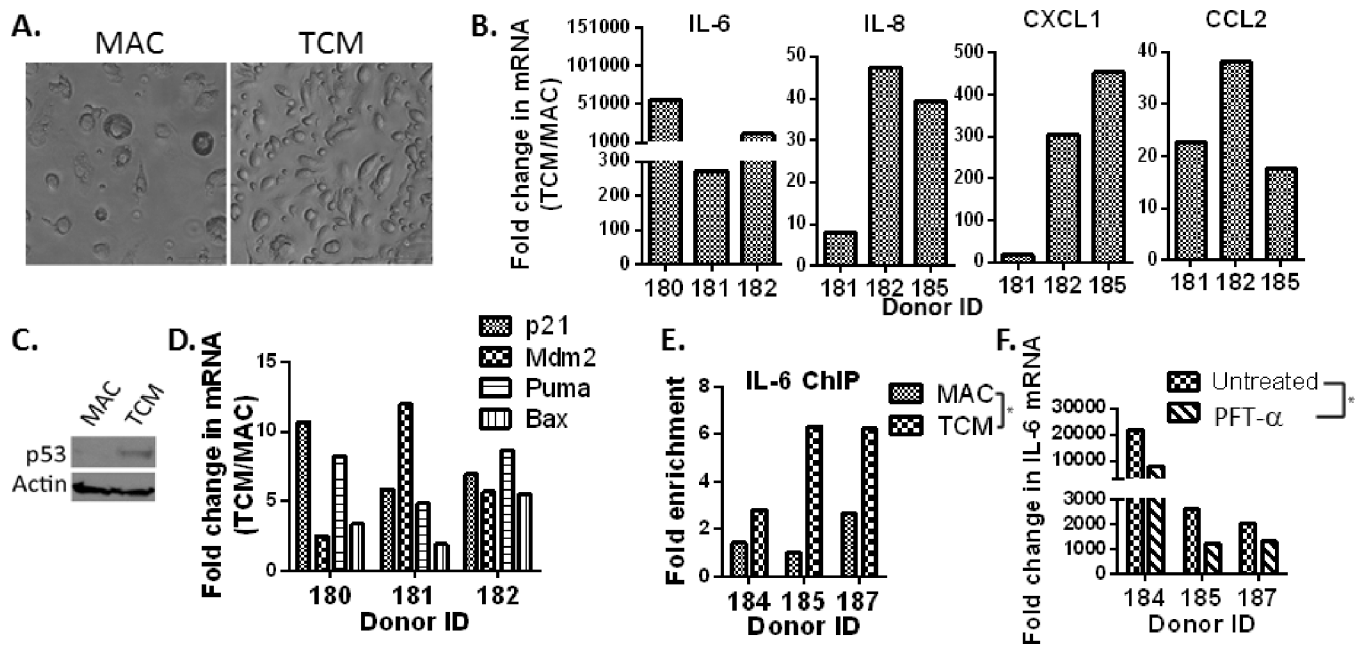 A.
MAC TCM
B.
Fold change in mRNA
(TCM/MAC)
IL-6
151000
101000
51000
1000
300
200
100
0
180 181 182
IL-8
50
40
30
20
10
0
181 182 185
CXCL1
500
400
300
200
100
0
181 182 185
CCL2
40
30
20
10
0
181 182 185
Donor ID
C.
MAC TCM
p53
Actin
D.
Fold change in mRNA
(TCM/MAC)
p21
Mdm2
Puma
Bax
15
10
5
0
180 181 182
Donor ID
E.
IL-6 ChIP
Fold enrichment
8
6
4
2
0
MAC
TCM
*
184 185 187
Donor ID
F.
Fold change in IL-6 mRNA
Untreated
PFT-α
*
30000
20000
10000
3000
2000
1000
0
184 185 187
Donor ID